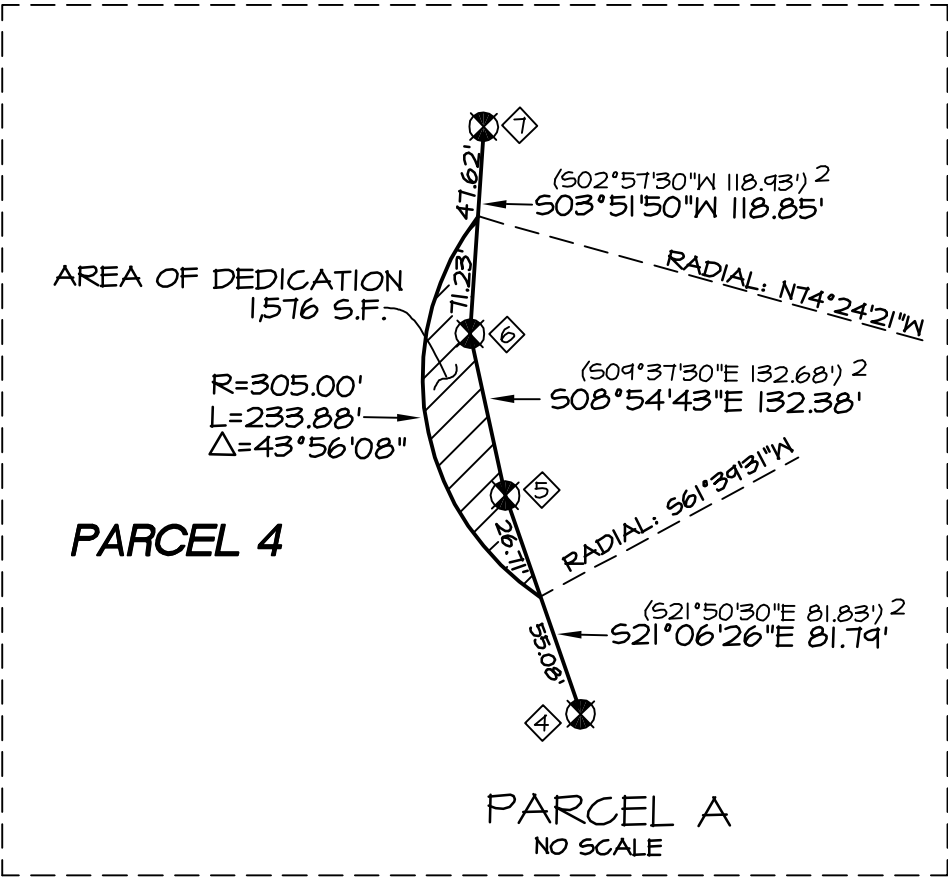 7
(S02°57'30"W 118.93') 2
S03°51'50"W 118.85'
47.62'
RADIAL: N74°24'21"W
AREA OF DEDICATION
1,576 S.F.
71.23'
6
(S09°37'30"E 132.68') 2
S08°54'43"E 132.38'
R=305.00'
L=233.88'
Δ=43°56'08"
5
RADIAL: S61°39'31"W
PARCEL 4
26.71'
(S21°50'30"E 81.83') 2
S21°06'26"E 81.79'
55.08'
4
PARCEL A
NO SCALE